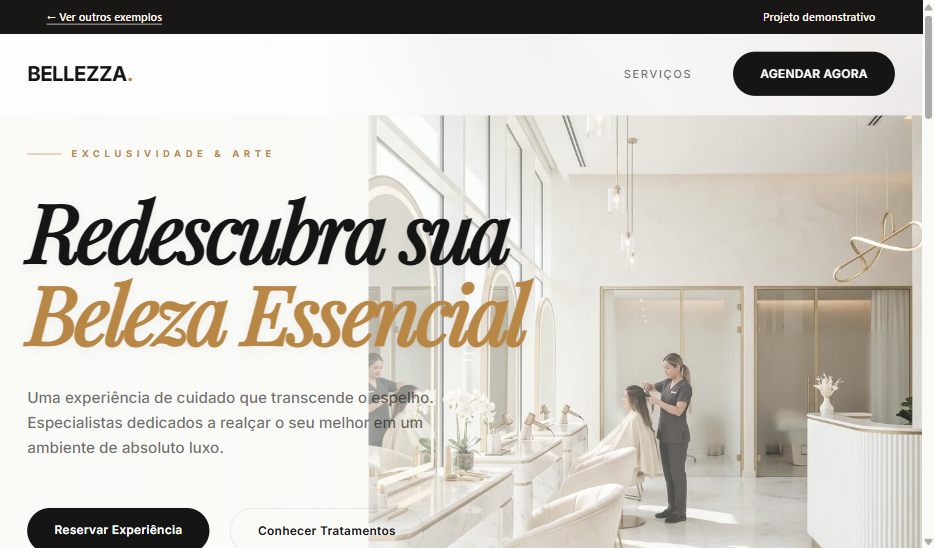 ← Ver outros exemplos
Projeto demonstrativo
BELLEZZA.
SERVIÇOS
AGENDAR AGORA
EXCLUSIVIDADE & ARTE
Redescubra sua
Beleza Essencial
Uma experiência de cuidado que transcende o espelho.
Especialistas dedicados a realçar o seu melhor em um
ambiente de absoluto luxo.
Reservar Experiência
Conhecer Tratamentos